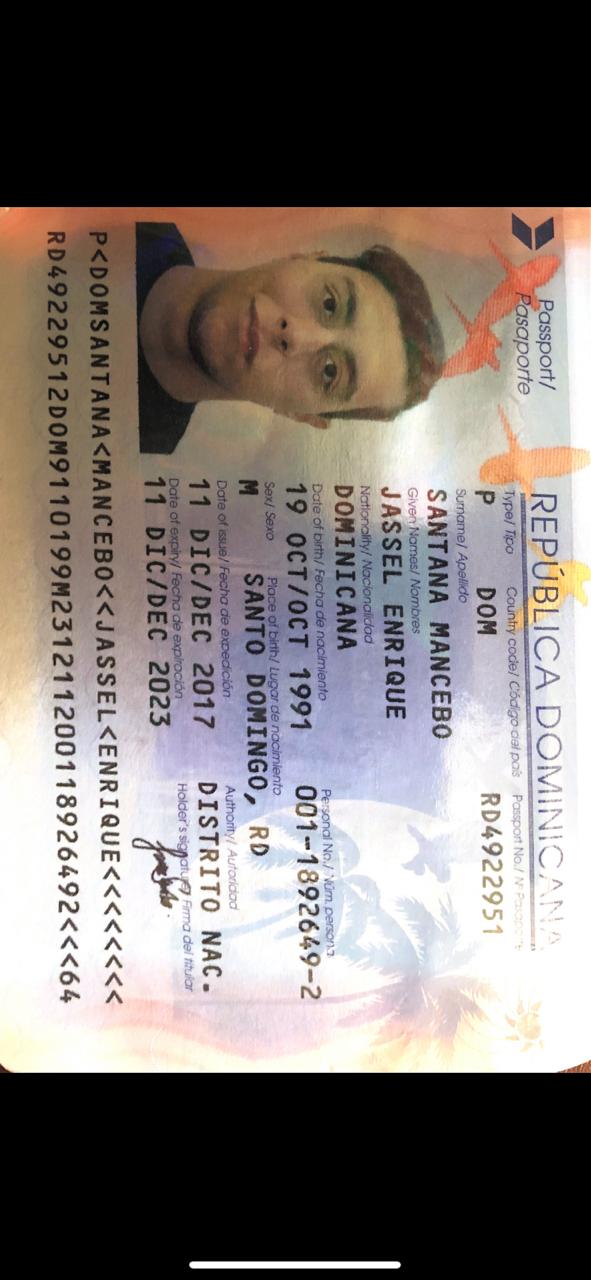 Passport/
Pasaporte
REPÚBLICA DOMINICANA
Type/ Tipo Country code/ Código del país Passport No./ Nº Pasaporte
P DOM RD4922951
Surname/ Apellido
SANTANA MANCEBO
Given Names/ Nombres
JASSEL ENRIQUE
Nationality/ Nacionalidad
DOMINICANA
Date of birth/ Fecha de nacimiento Personal No./ Núm. personal
19 OCT/OCT 1991 001-1892649-2
Sex/ Sexo Place of birth/ Lugar de nacimiento
M SANTO DOMINGO, RD
Date of issue/ Fecha de expedición Authority/ Autoridad
11 DIC/DEC 2017 DISTRITO NAC.
Date of expiry/ Fecha de expiración Holder's signature/ Firma del titular
11 DIC/DEC 2023
P<DOMSANTANA<MANCEBO<<JASSEL<ENRIQUE<<<<<<<<
RD49229512DOM9110199M231211200118926492<<<64